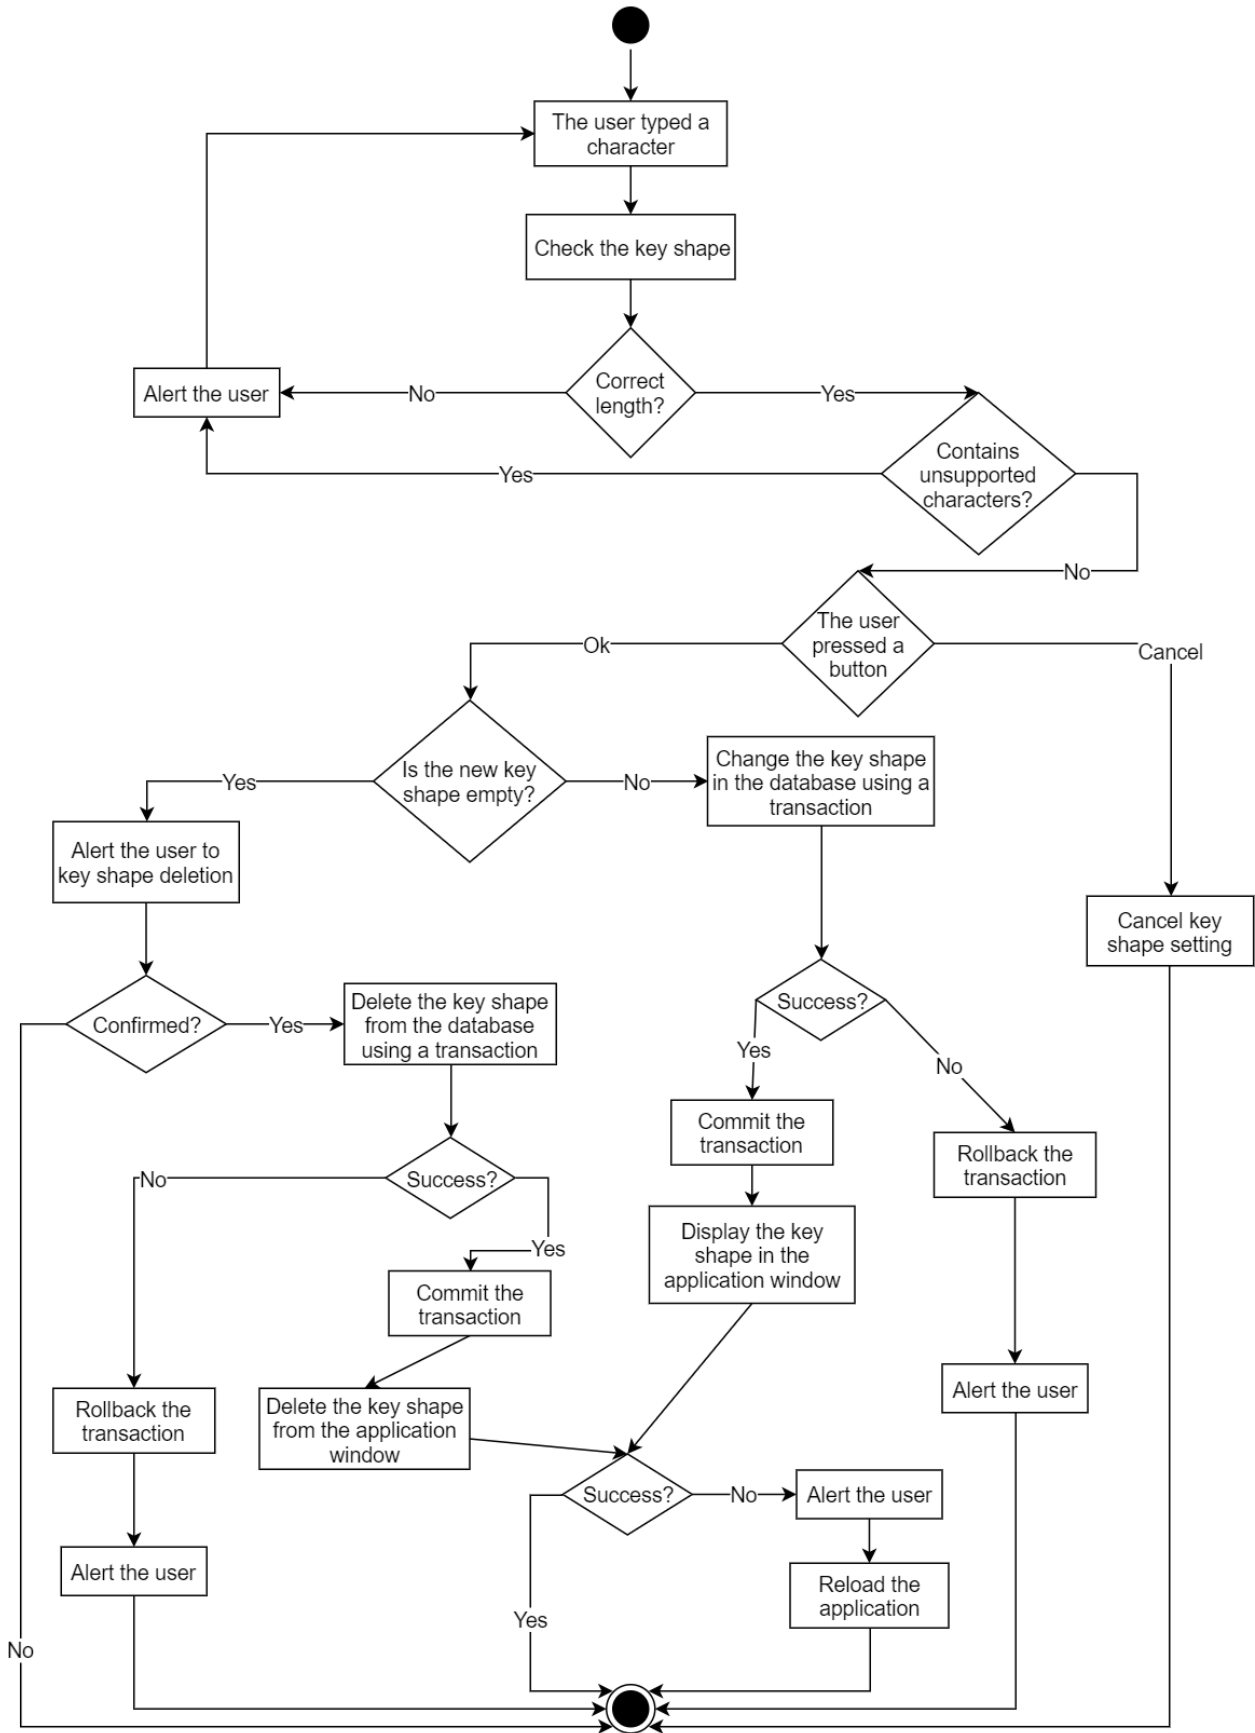 The user typed a
character
Check the key shape
Correct
length?
No
Yes
Alert the user
Contains
unsupported
characters?
Yes
No
The user
pressed a
button
Ok
Cancel
Is the new key
shape empty?
Yes
No
Change the key shape
in the database using a
transaction
Alert the user to
key shape deletion
Cancel key
shape setting
Confirmed?
Yes
Delete the key shape
from the database
using a transaction
Success?
Yes
No
Commit the
transaction
Rollback the
transaction
Success?
No
Yes
Display the key
shape in the
application window
Commit the
transaction
Alert the user
Rollback the
transaction
Delete the key shape
from the application
window
Success?
No
Alert the user
Alert the user
Reload the
application
Yes
No